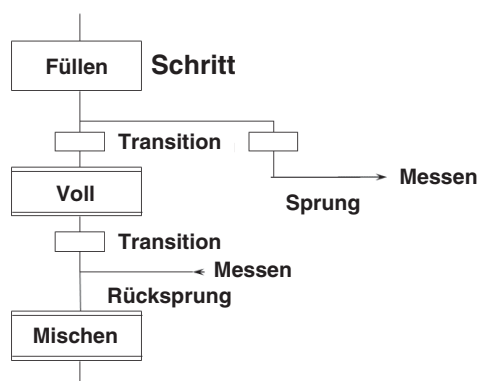 Füllen
Schritt
Transition
Messen
Voll
Sprung
Transition
Messen
Rücksprung
Mischen